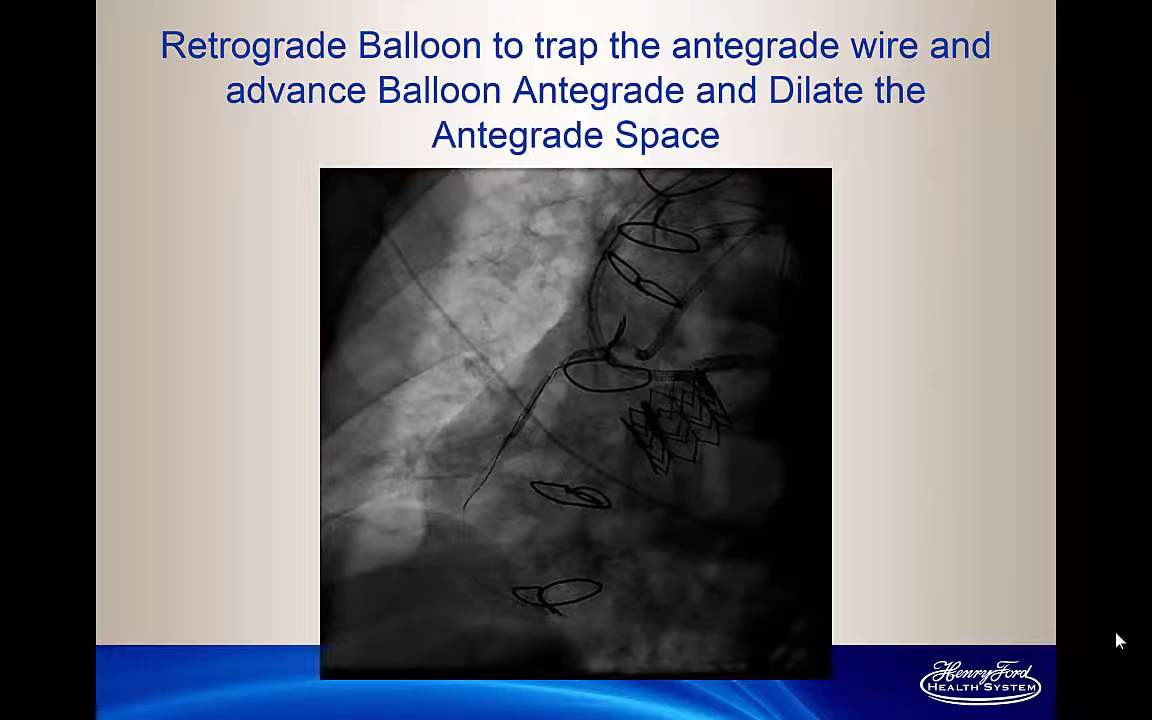 Retrograde Balloon to trap the antegrade wire and
advance Balloon Antegrade and Dilate the
Antegrade Space
Henry Ford
HEALTH SYSTEM